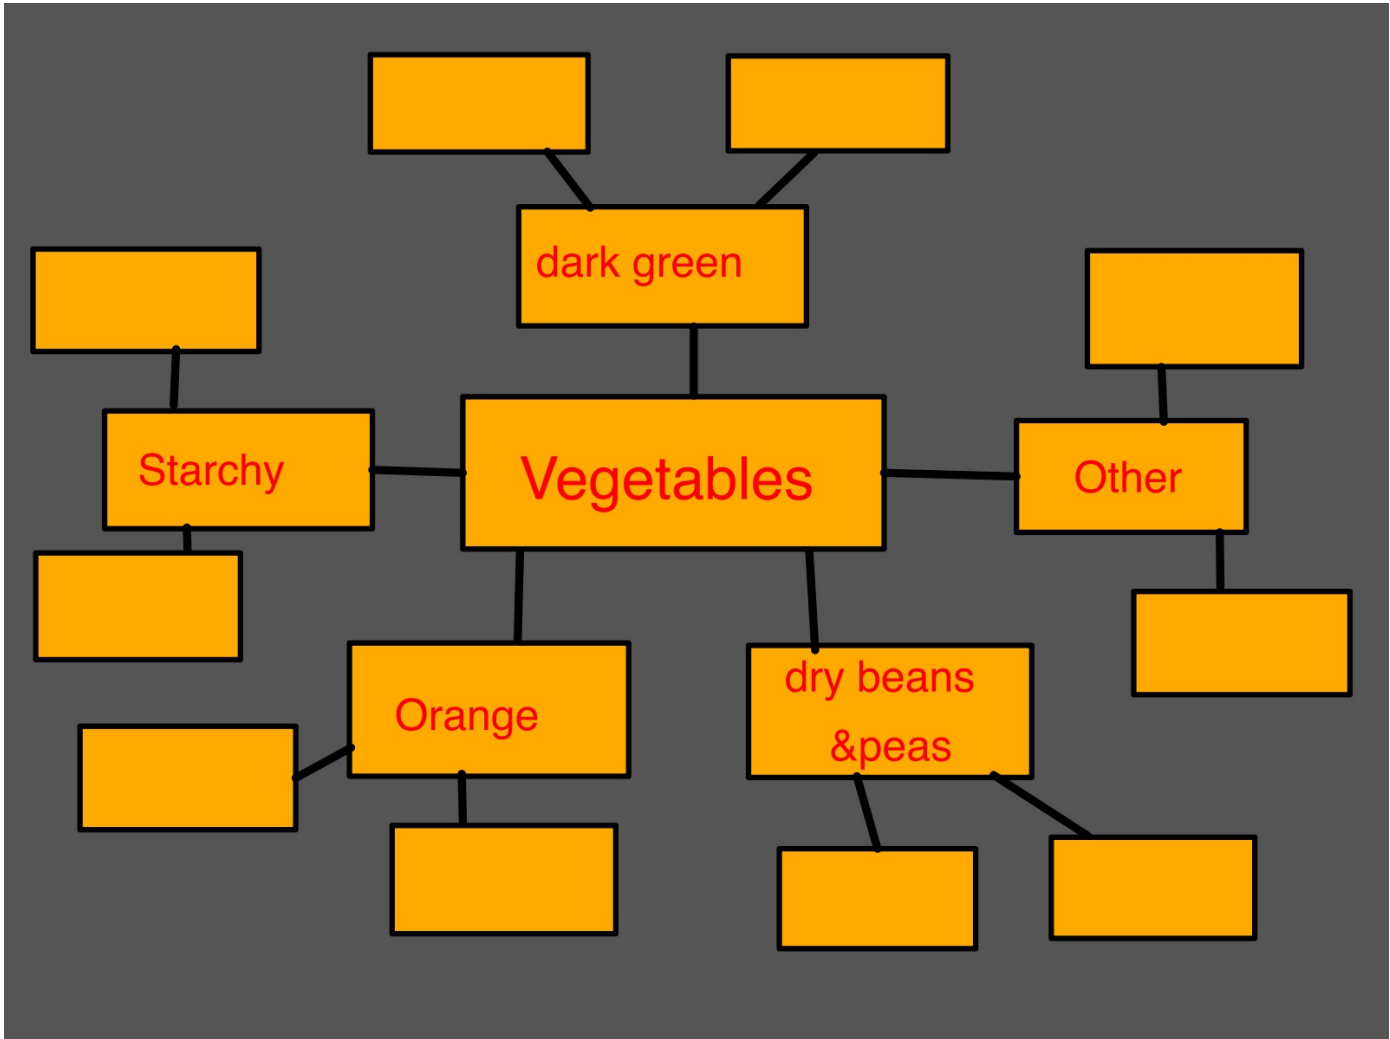 dark green
Starchy
Vegetables
Other
Orange
dry beans
&peas